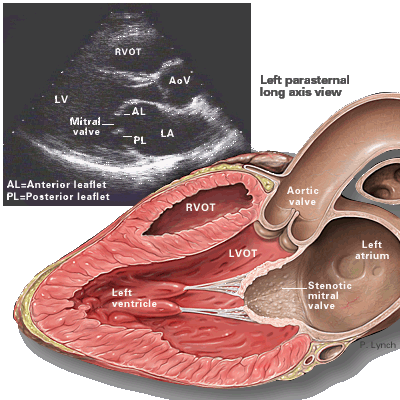 RVOT
AoV
LV
AL
Mitral
valve
LA
PL
AL=Anterior leaflet
PL=Posterior leaflet
Left parasternal
long axis view
Aortic
valve
RVOT
LVOT
Left
atrium
Left
ventricle
Stenotic
mitral
valve
P. Lynch